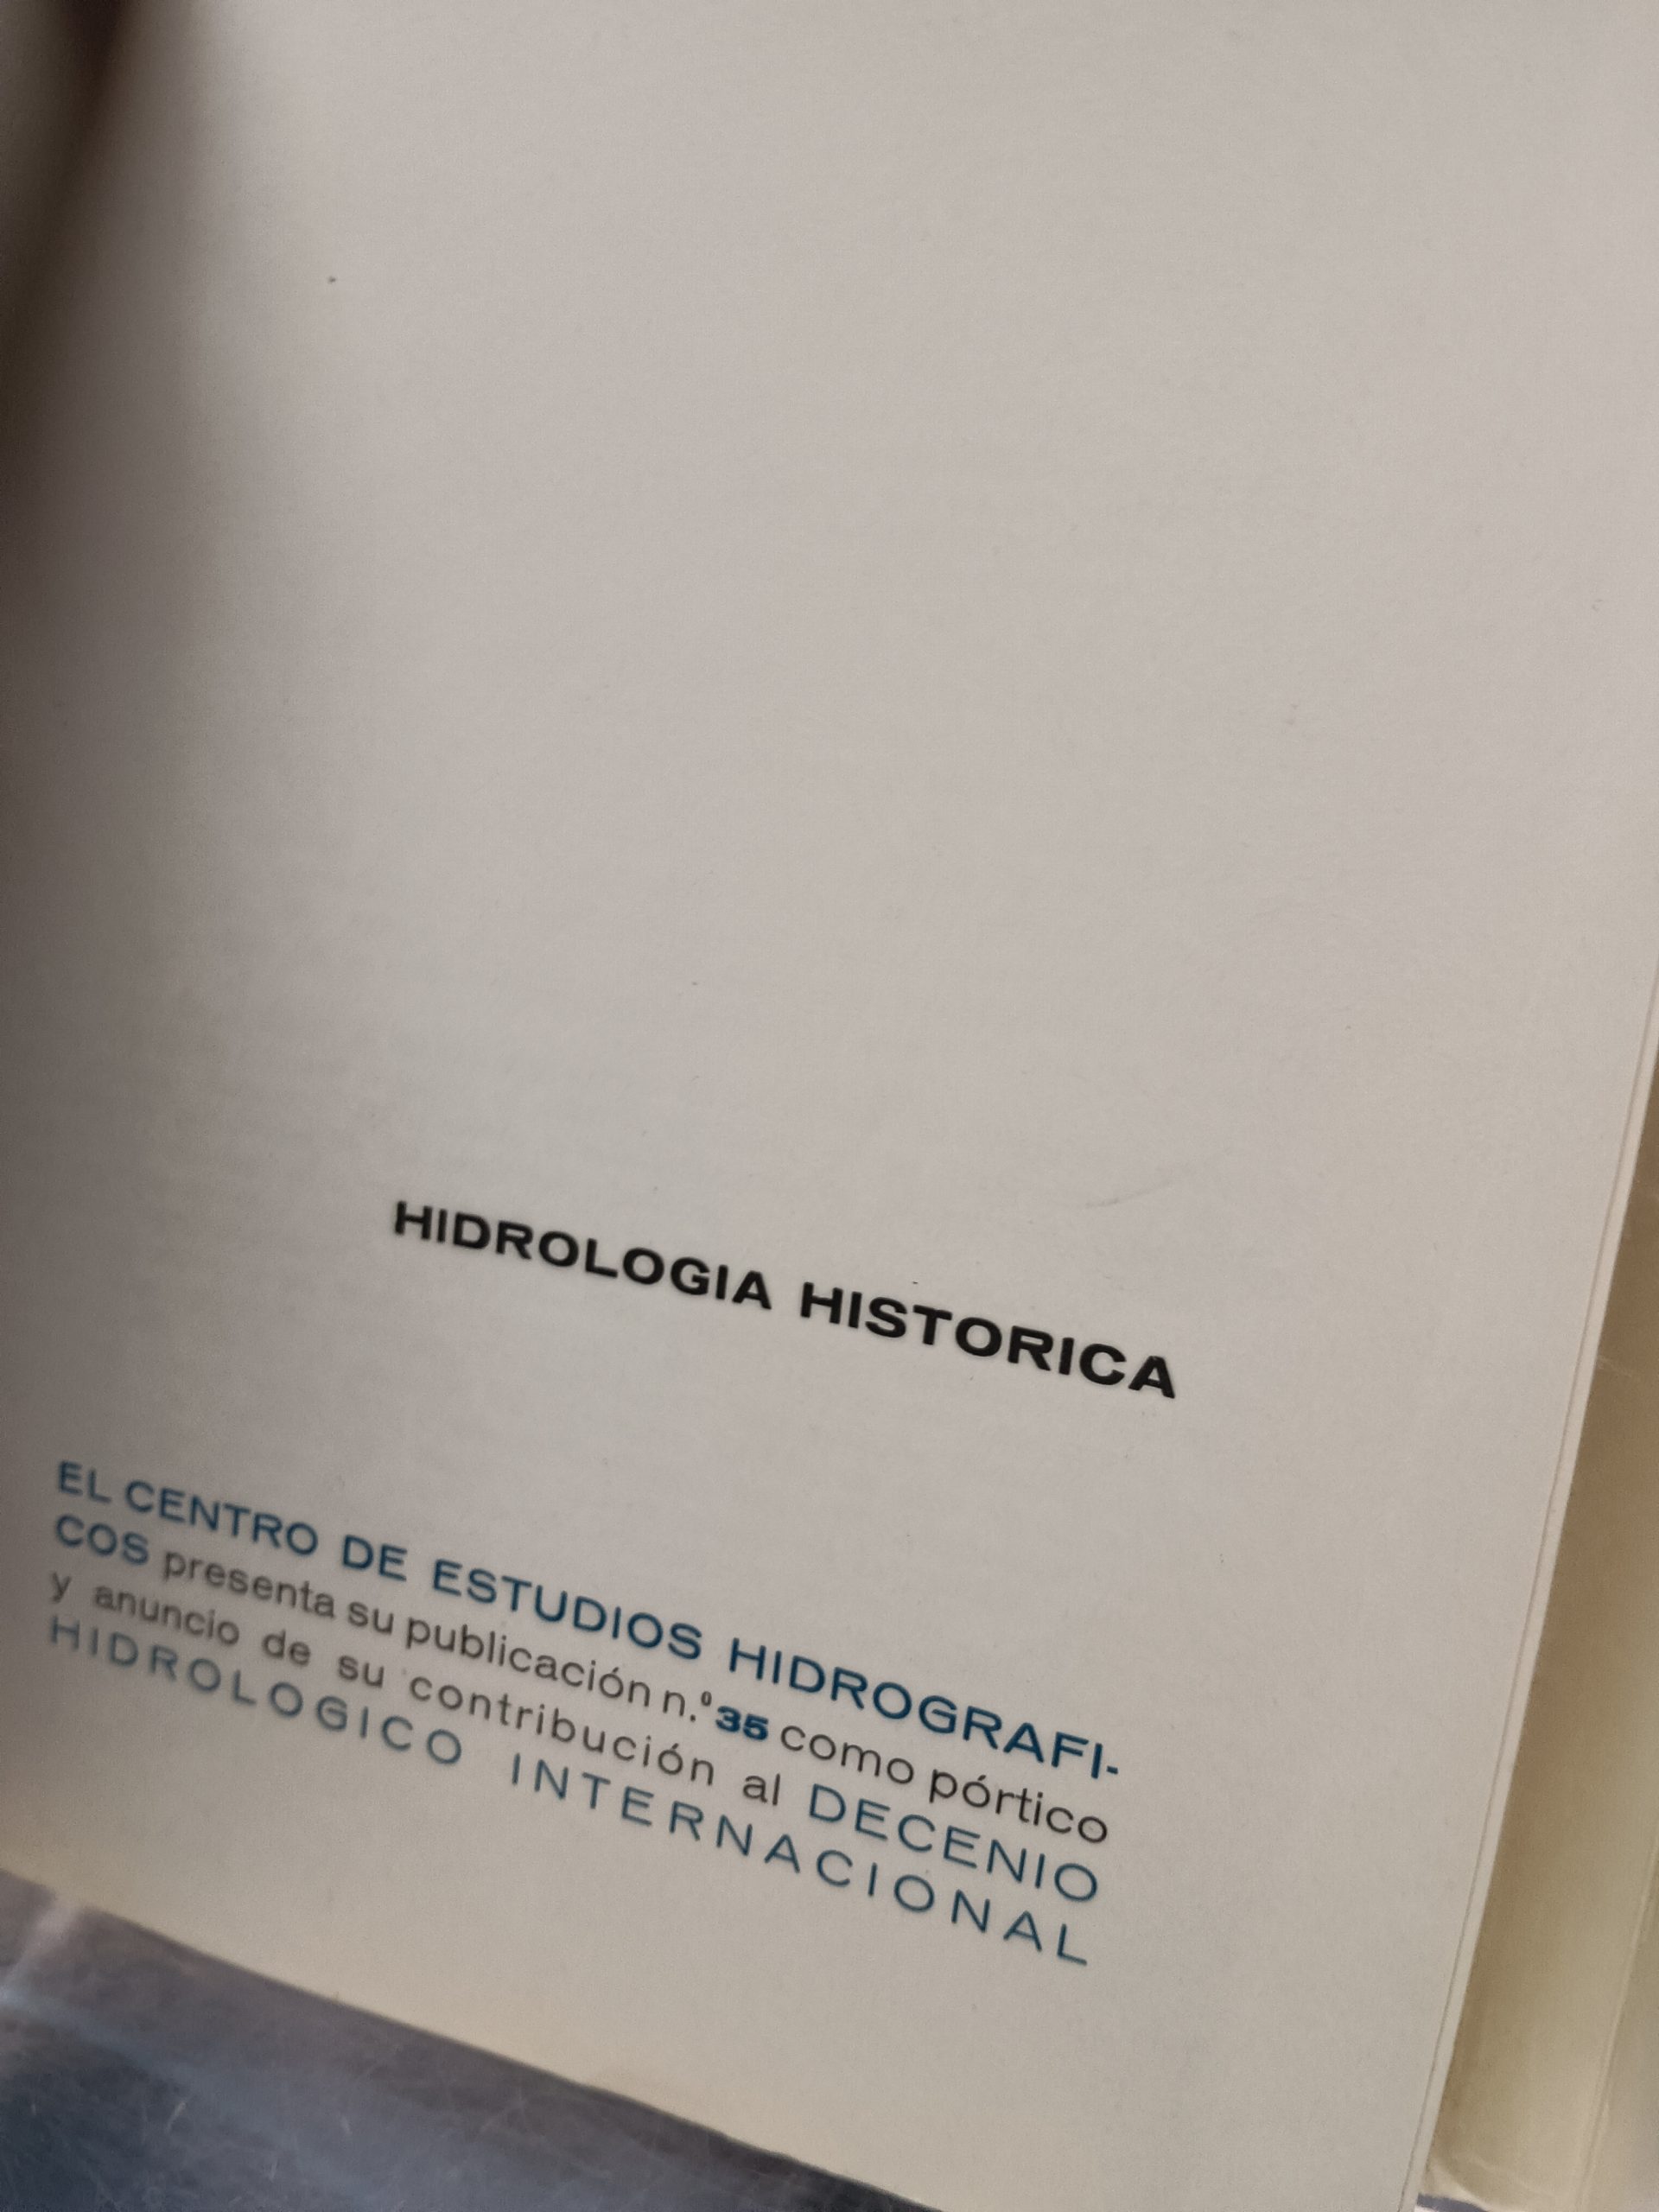 HIDROLOGIA HISTORICA
EL CENTRO DE ESTUDIOS HIDROGRAFI-
COS presenta su publicación n.º 35 como pórtico
y anuncio de su contribución al DECENIO
HIDROLOGICO INTERNACIONAL